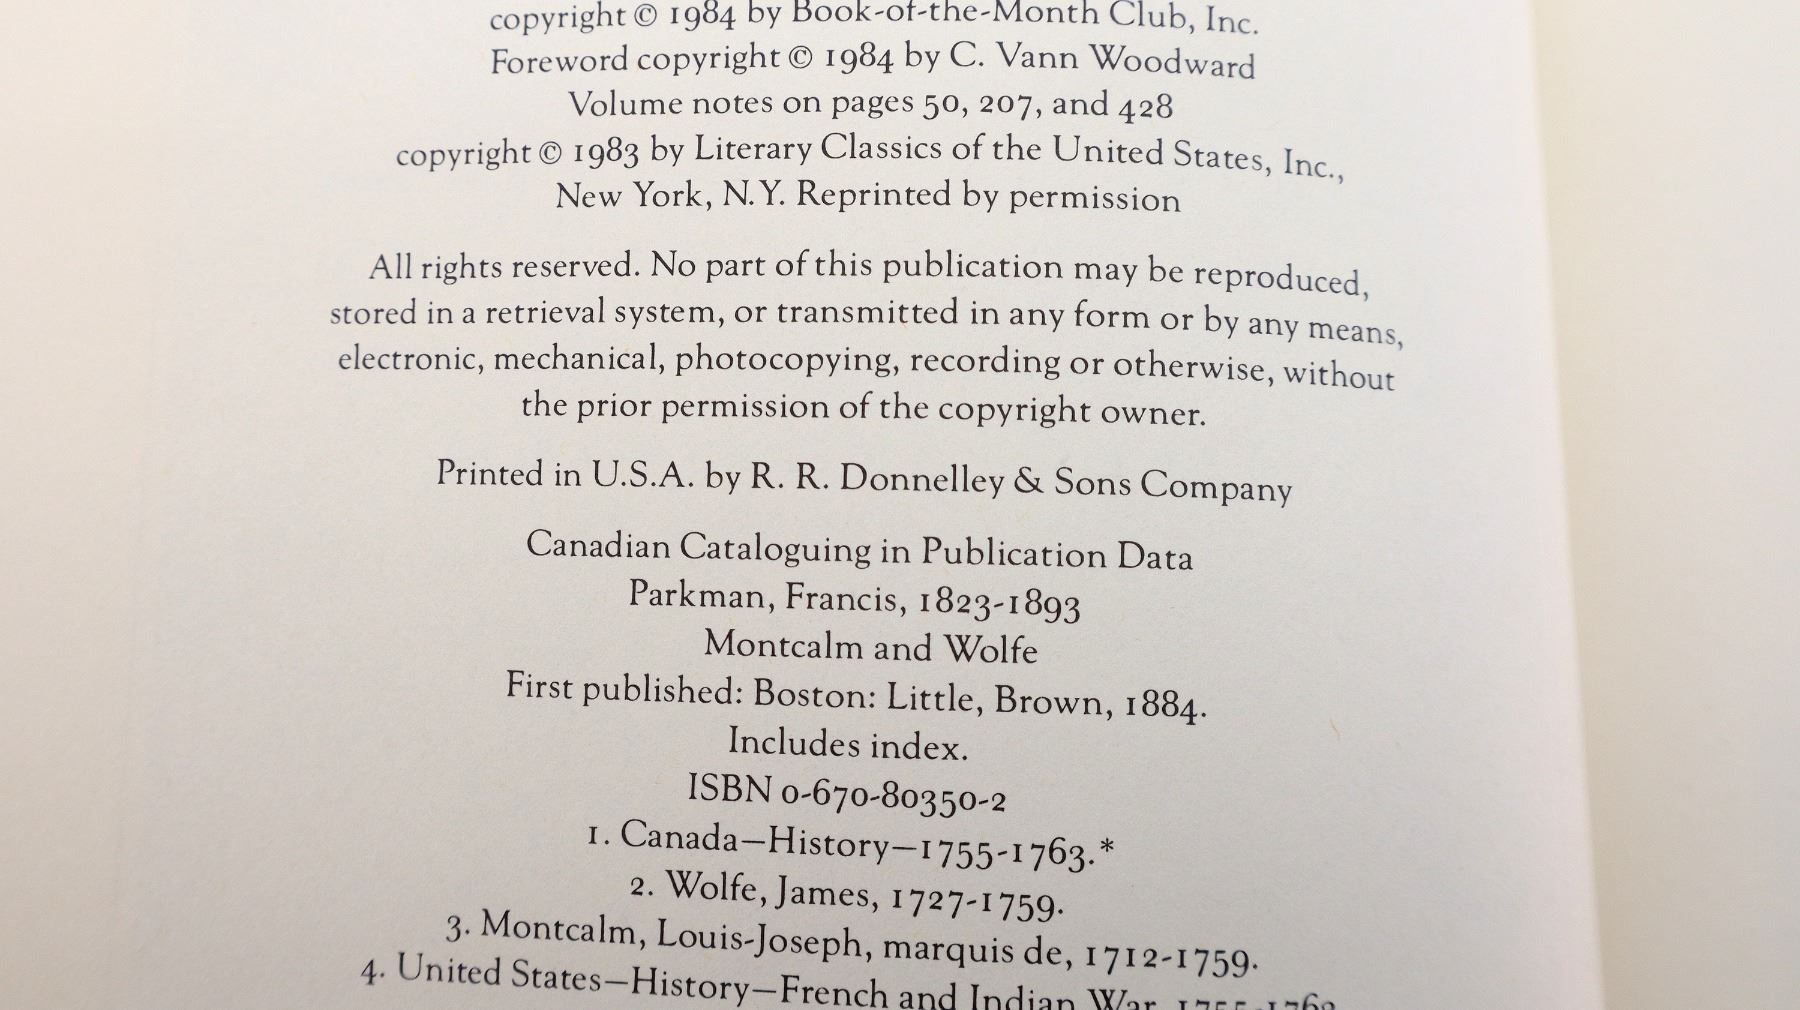 copyright © 1984 by Book-of-the-Month Club, Inc.
Foreword copyright © 1984 by C. Vann Woodward
Volume notes on pages 50, 207, and 428
copyright © 1983 by Literary Classics of the United States, Inc.,
New York, N.Y. Reprinted by permission
All rights reserved. No part of this publication may be reproduced,
stored in a retrieval system, or transmitted in any form or by any means,
electronic, mechanical, photocopying, recording or otherwise, without
the prior permission of the copyright owner.
Printed in U.S.A. by R. R. Donnelley & Sons Company
Canadian Cataloguing in Publication Data
Parkman, Francis, 1823-1893
Montcalm and Wolfe
First published: Boston: Little, Brown, 1884.
Includes index.
ISBN 0-670-80350-2
1. Canada—History—1755-1763.*
2. Wolfe, James, 1727-1759.
3. Montcalm, Louis-Joseph, marquis de, 1712-1759.
4. United States—History—French and Indian War, 1755-1763